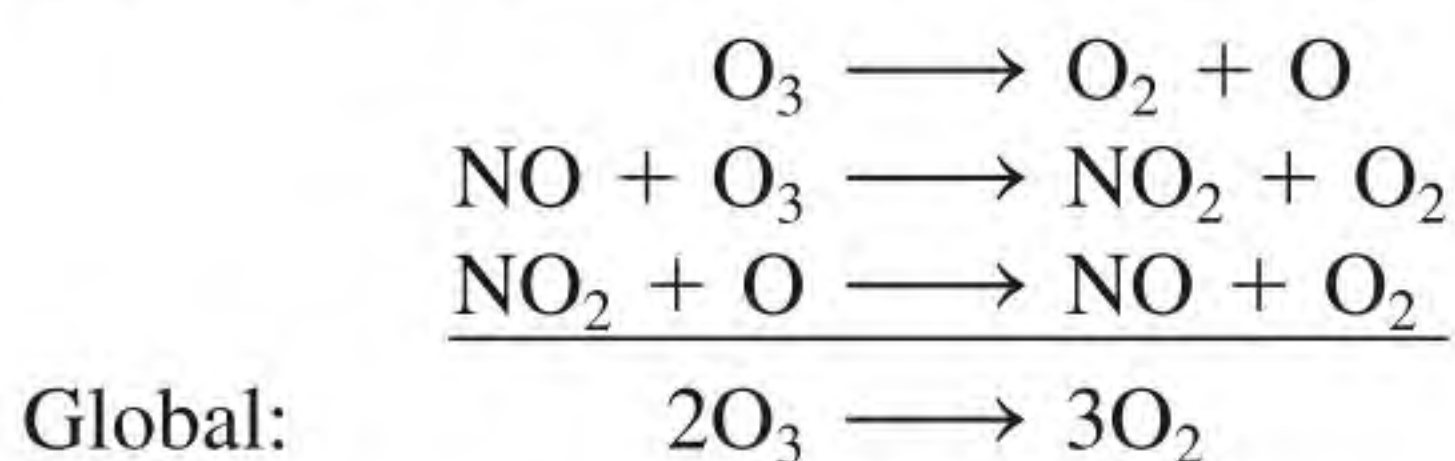 O₃ ⟶ O₂ + O
NO + O₃ ⟶ NO₂ + O₂
NO₂ + O ⟶ NO + O₂
Global: 2O₃ ⟶ 3O₂